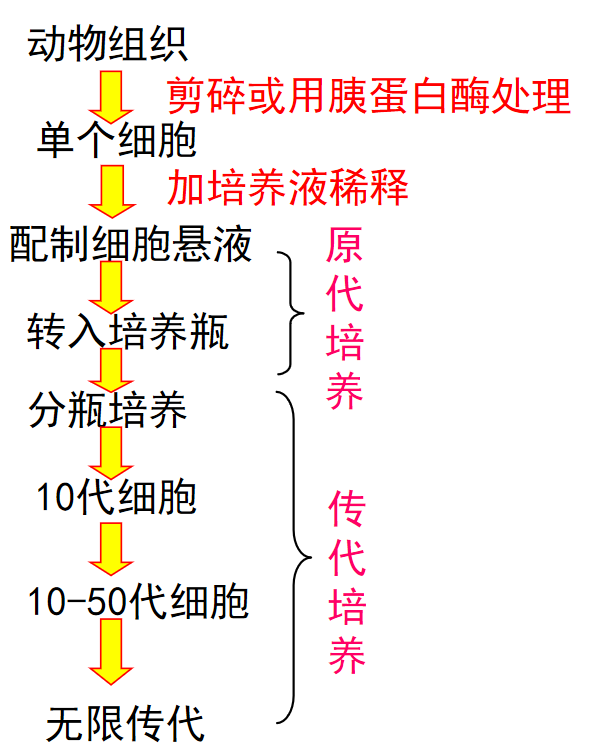 动物组织
剪碎或用胰蛋白酶处理
单个细胞
加培养液稀释
配制细胞悬液
转入培养瓶
原代培养
分瓶培养
10代细胞
10-50代细胞
无限传代
传代培养